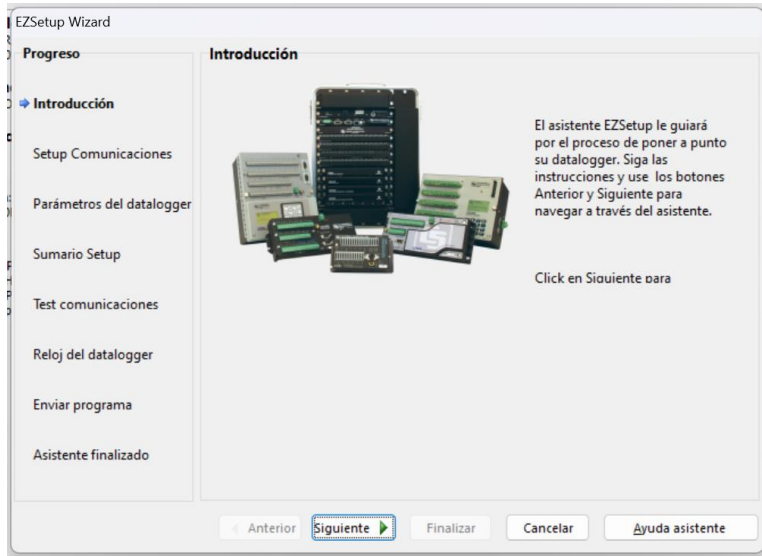 EZSetup Wizard
Progreso
Introducción
Setup Comunicaciones
Parámetros del datalogger
Sumario Setup
Test comunicaciones
Reloj del datalogger
Enviar programa
Asistente finalizado
Introducción
El asistente EZSetup le guiará
por el proceso de poner a punto
su datalogger. Siga las
instrucciones y use los botones
Anterior y Siguiente para
navegar a través del asistente.
Click en Siguiente para
Anterior
Siguiente
Finalizar
Cancelar
Ayuda asistente